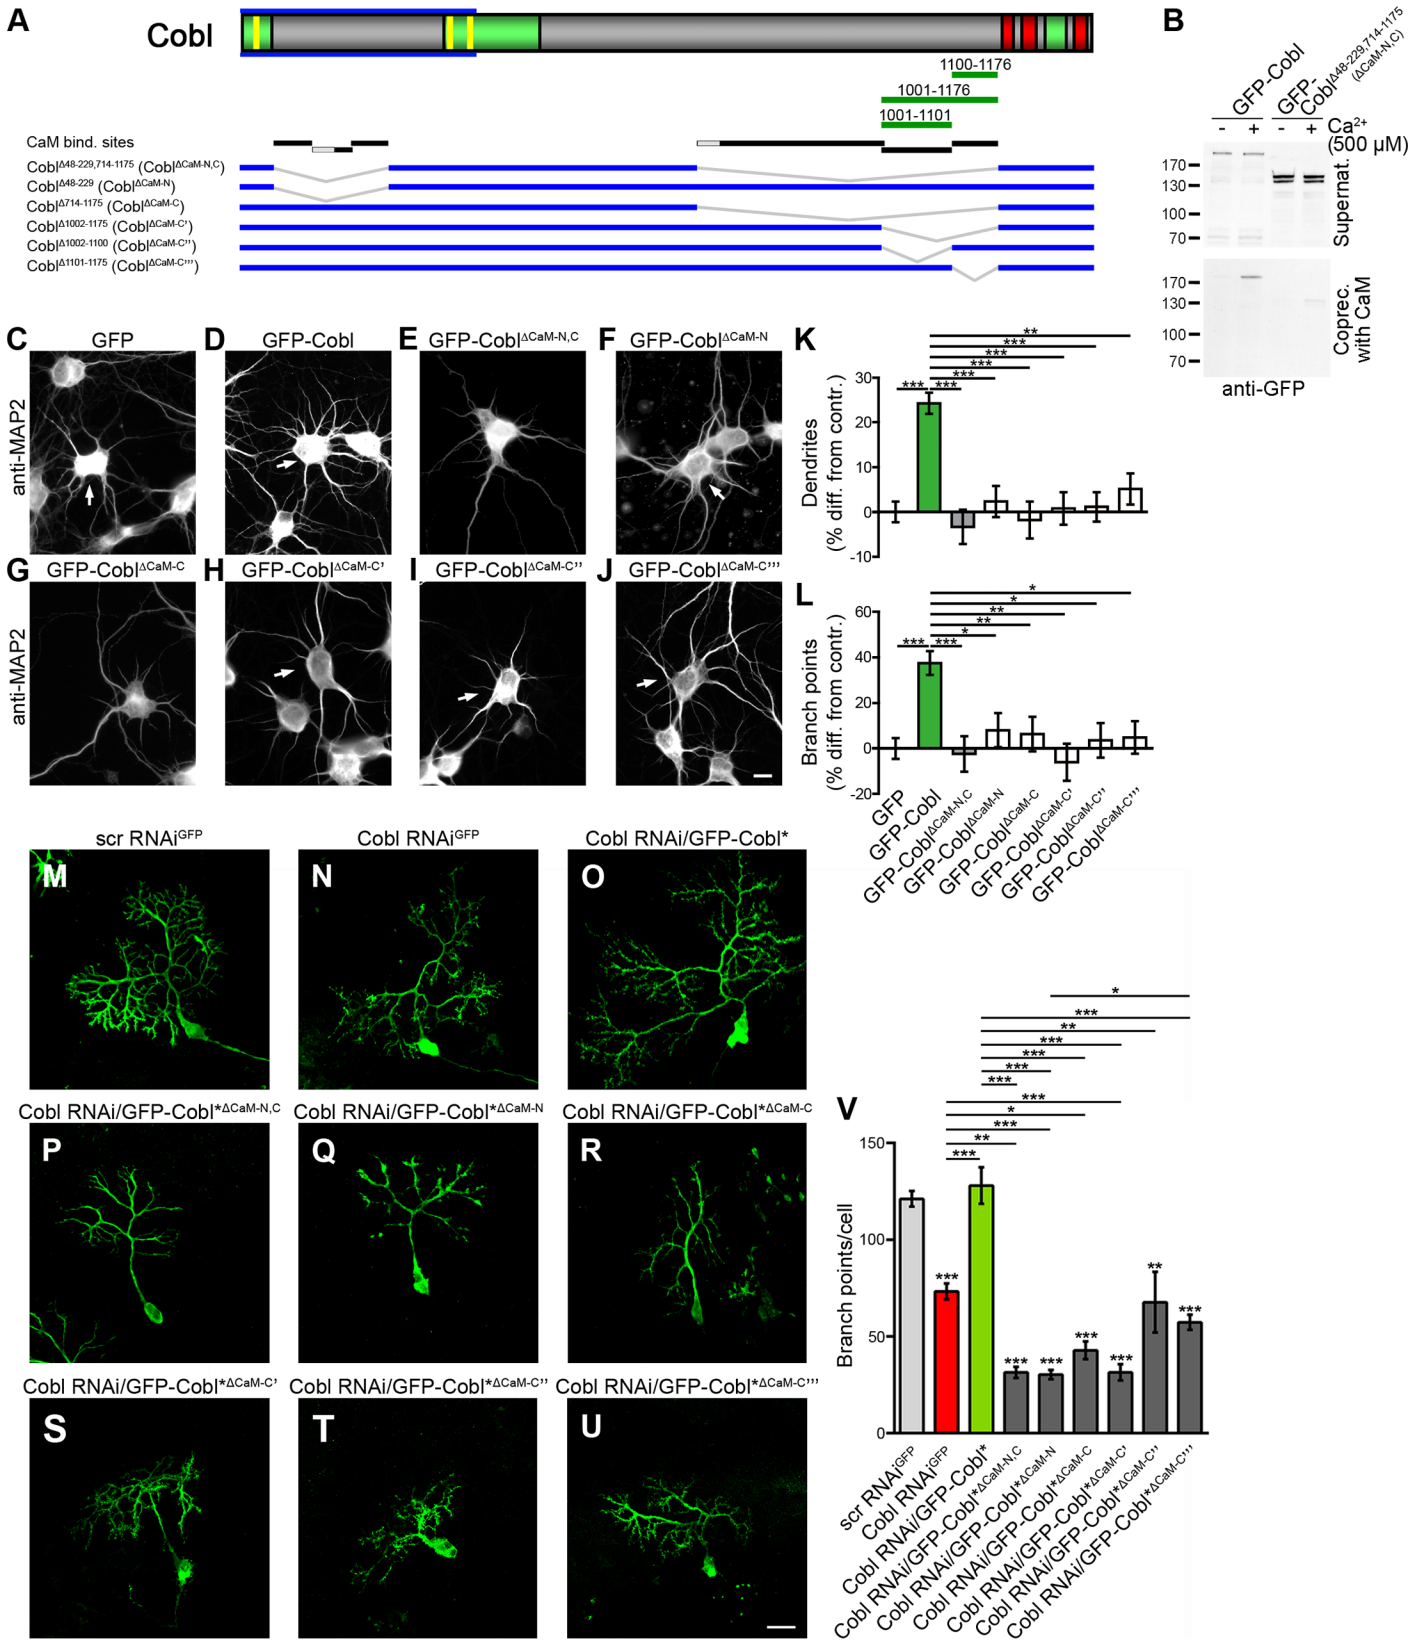 A
Cobl
1100-1176
1001-1176
1001-1101
CaM bind. sites
Cobl^Δ48-229,714-1175 (Cobl^ΔCaM-N,C)
Cobl^Δ48-229 (Cobl^ΔCaM-N)
Cobl^Δ714-1175 (Cobl^ΔCaM-C)
Cobl^Δ1002-1175 (Cobl^ΔCaM-C')
Cobl^Δ1002-1100 (Cobl^ΔCaM-C'')
Cobl^Δ1101-1175 (Cobl^ΔCaM-C''')
B
GFP-Cobl
GFP-
Cobl^Δ48-229,714-1175
(ΔCaM-N,C)
- + - + Ca²⁺
(500 µM)
170
130
100
70
Supernat.
170
130
100
70
Coprec.
with CaM
anti-GFP
C GFP
D GFP-Cobl
E GFP-Cobl^ΔCaM-N,C
F GFP-Cobl^ΔCaM-N
anti-MAP2
G GFP-Cobl^ΔCaM-C
H GFP-Cobl^ΔCaM-C'
I GFP-Cobl^ΔCaM-C''
J GFP-Cobl^ΔCaM-C'''
anti-MAP2
K
**
***
***
***
***
*** ***
30
20
10
0
-10
Dendrites
(% diff. from contr.)
L
*
*
**
**
*
*** ***
60
40
20
0
-20
Branch points
(% diff. from contr.)
GFP
GFP-Cobl
GFP-Cobl^ΔCaM-N,C
GFP-Cobl^ΔCaM-N
GFP-Cobl^ΔCaM-C
GFP-Cobl^ΔCaM-C'
GFP-Cobl^ΔCaM-C''
GFP-Cobl^ΔCaM-C'''
scr RNAi^GFP
M
Cobl RNAi^GFP
N
Cobl RNAi/GFP-Cobl*
O
Cobl RNAi/GFP-Cobl*^ΔCaM-N,C
P
Cobl RNAi/GFP-Cobl*^ΔCaM-N
Q
Cobl RNAi/GFP-Cobl*^ΔCaM-C
R
Cobl RNAi/GFP-Cobl*^ΔCaM-C'
S
Cobl RNAi/GFP-Cobl*^ΔCaM-C''
T
Cobl RNAi/GFP-Cobl*^ΔCaM-C'''
U
V
*
***
**
***
***
***
***
***
*
***
**
***
150
100
50
0
Branch points/cell
***
***
***
***
***
**
***
scr RNAi^GFP
Cobl RNAi^GFP
Cobl RNAi/GFP-Cobl*
Cobl RNAi/GFP-Cobl*^ΔCaM-N,C
Cobl RNAi/GFP-Cobl*^ΔCaM-N
Cobl RNAi/GFP-Cobl*^ΔCaM-C
Cobl RNAi/GFP-Cobl*^ΔCaM-C'
Cobl RNAi/GFP-Cobl*^ΔCaM-C''
Cobl RNAi/GFP-Cobl*^ΔCaM-C'''